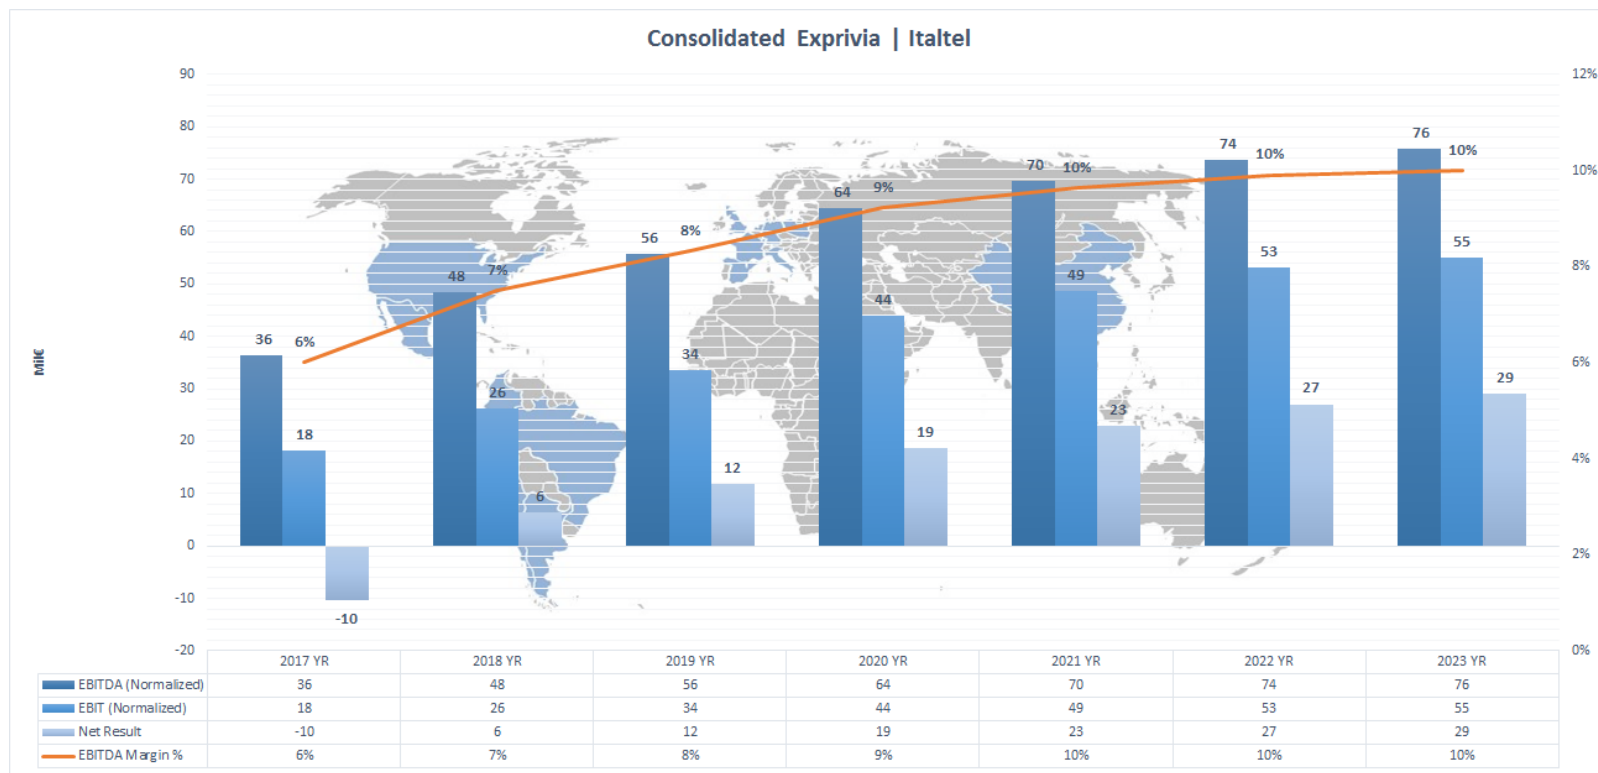 Consolidated Exprivia | Italtel
90
80
70
60
50
40
30
20
10
0
-10
-20
Mil€
12%
10%
8%
6%
4%
2%
0%
36 6% 18 -10
48 7% 26 6
56 8% 34 12
64 9% 44 19
70 10% 49 23
74 10% 53 27
76 10% 55 29
2017 YR 2018 YR 2019 YR 2020 YR 2021 YR 2022 YR 2023 YR
EBITDA (Normalized) 36 48 56 64 70 74 76
EBIT (Normalized) 18 26 34 44 49 53 55
Net Result -10 6 12 19 23 27 29
EBITDA Margin % 6% 7% 8% 9% 10% 10% 10%